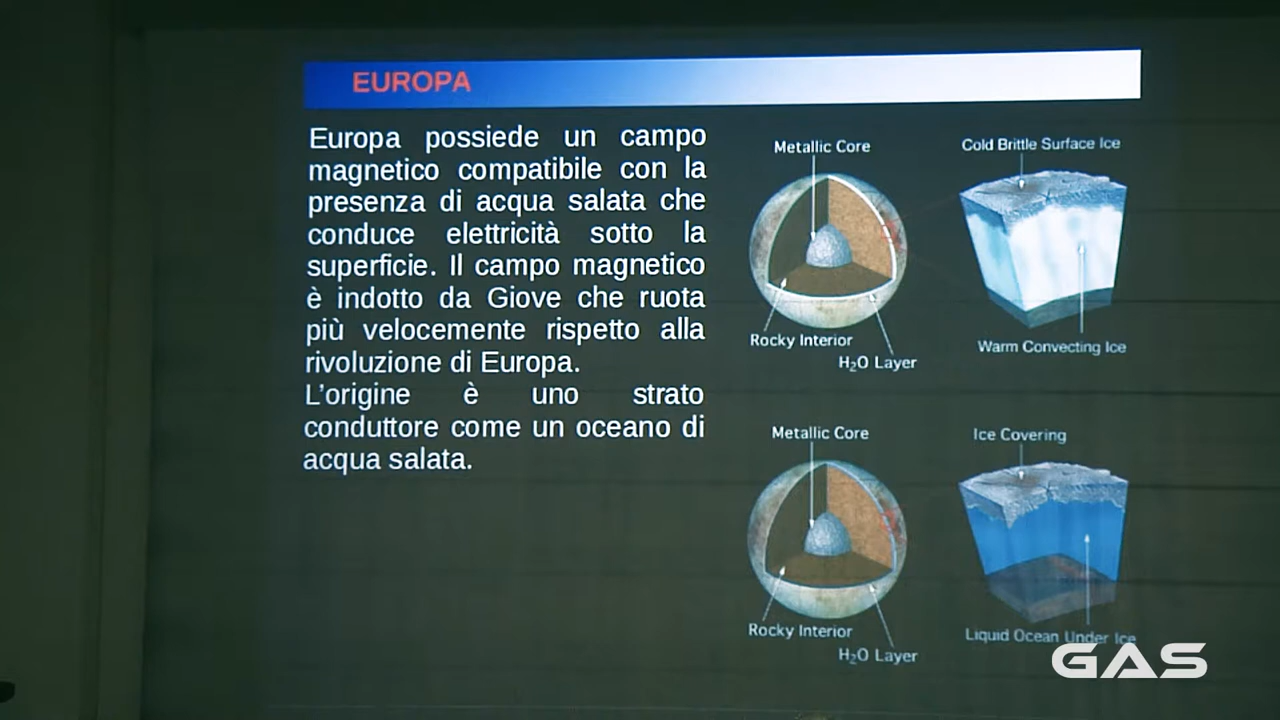 EUROPA
Europa possiede un campo
magnetico compatibile con la
presenza di acqua salata che
conduce elettricità sotto la
superficie. Il campo magnetico
è indotto da Giove che ruota
più velocemente rispetto alla
rivoluzione di Europa.
L'origine è uno strato
conduttore come un oceano di
acqua salata.
Metallic Core
Cold Brittle Surface Ice
Rocky Interior
H₂O Layer
Warm Convecting Ice
Metallic Core
Ice Covering
Rocky Interior
H₂O Layer
Liquid Ocean Under Ice
GAS